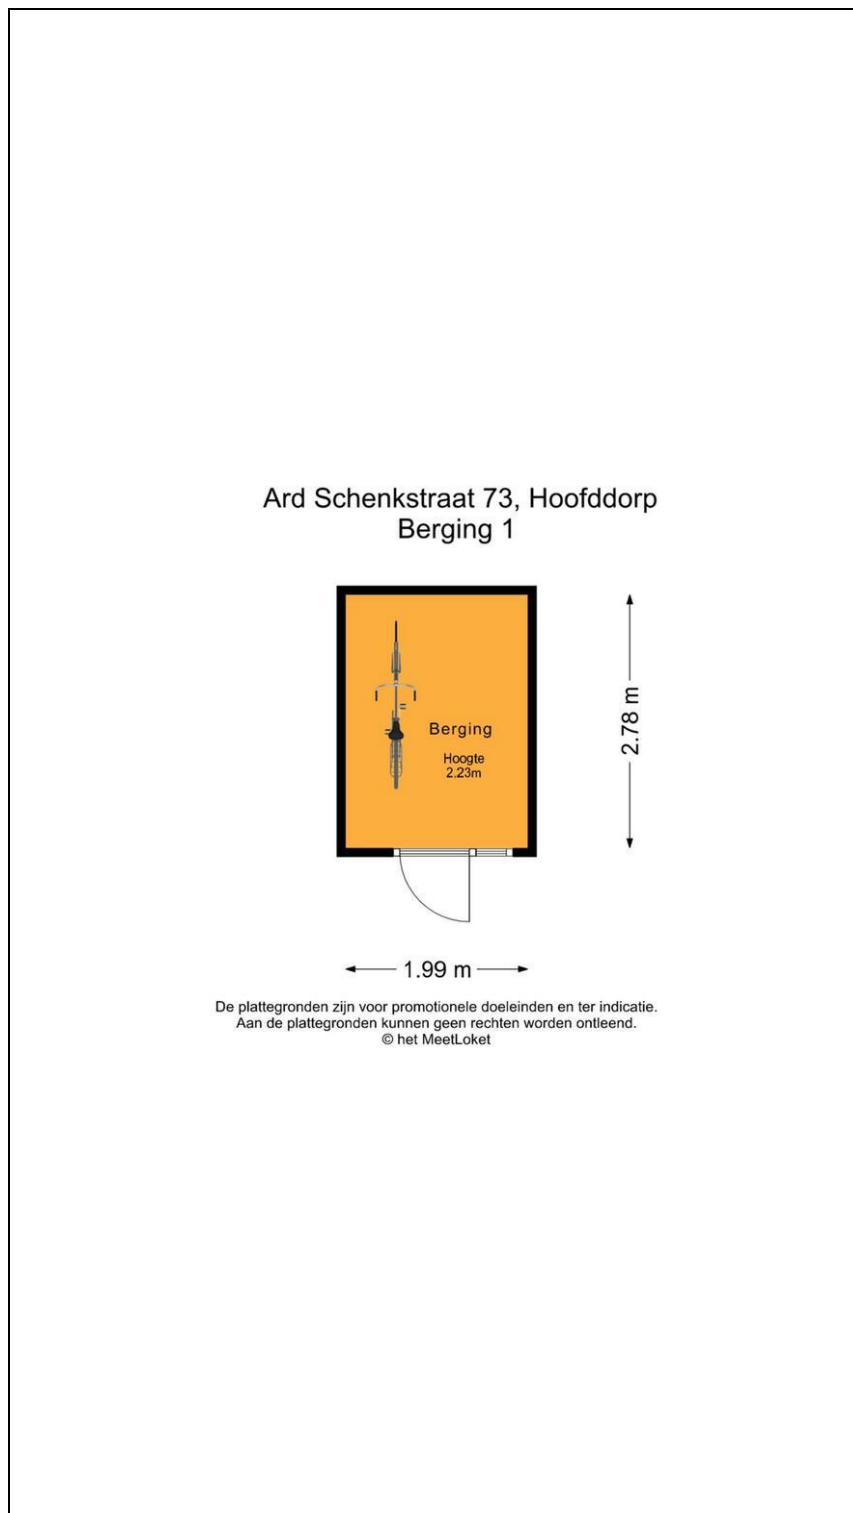 Ard Schenkstraat 73, Hoofddorp
Berging 1
Berging
Hoogte
2.23m
2.78 m
1.99 m
De plattegronden zijn voor promotionele doeleinden en ter indicatie.
Aan de plattegronden kunnen geen rechten worden ontleend.
© het MeetLoket